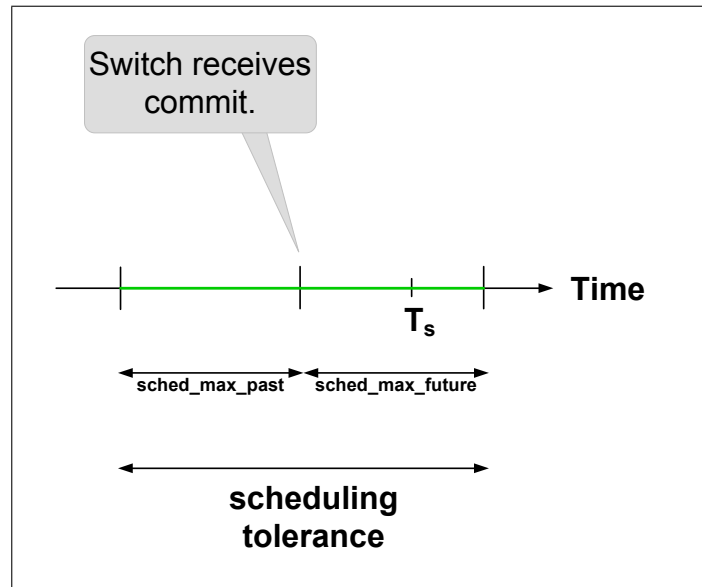 Switch receives
commit.
Time
Ts
sched_max_past
sched_max_future
scheduling
tolerance